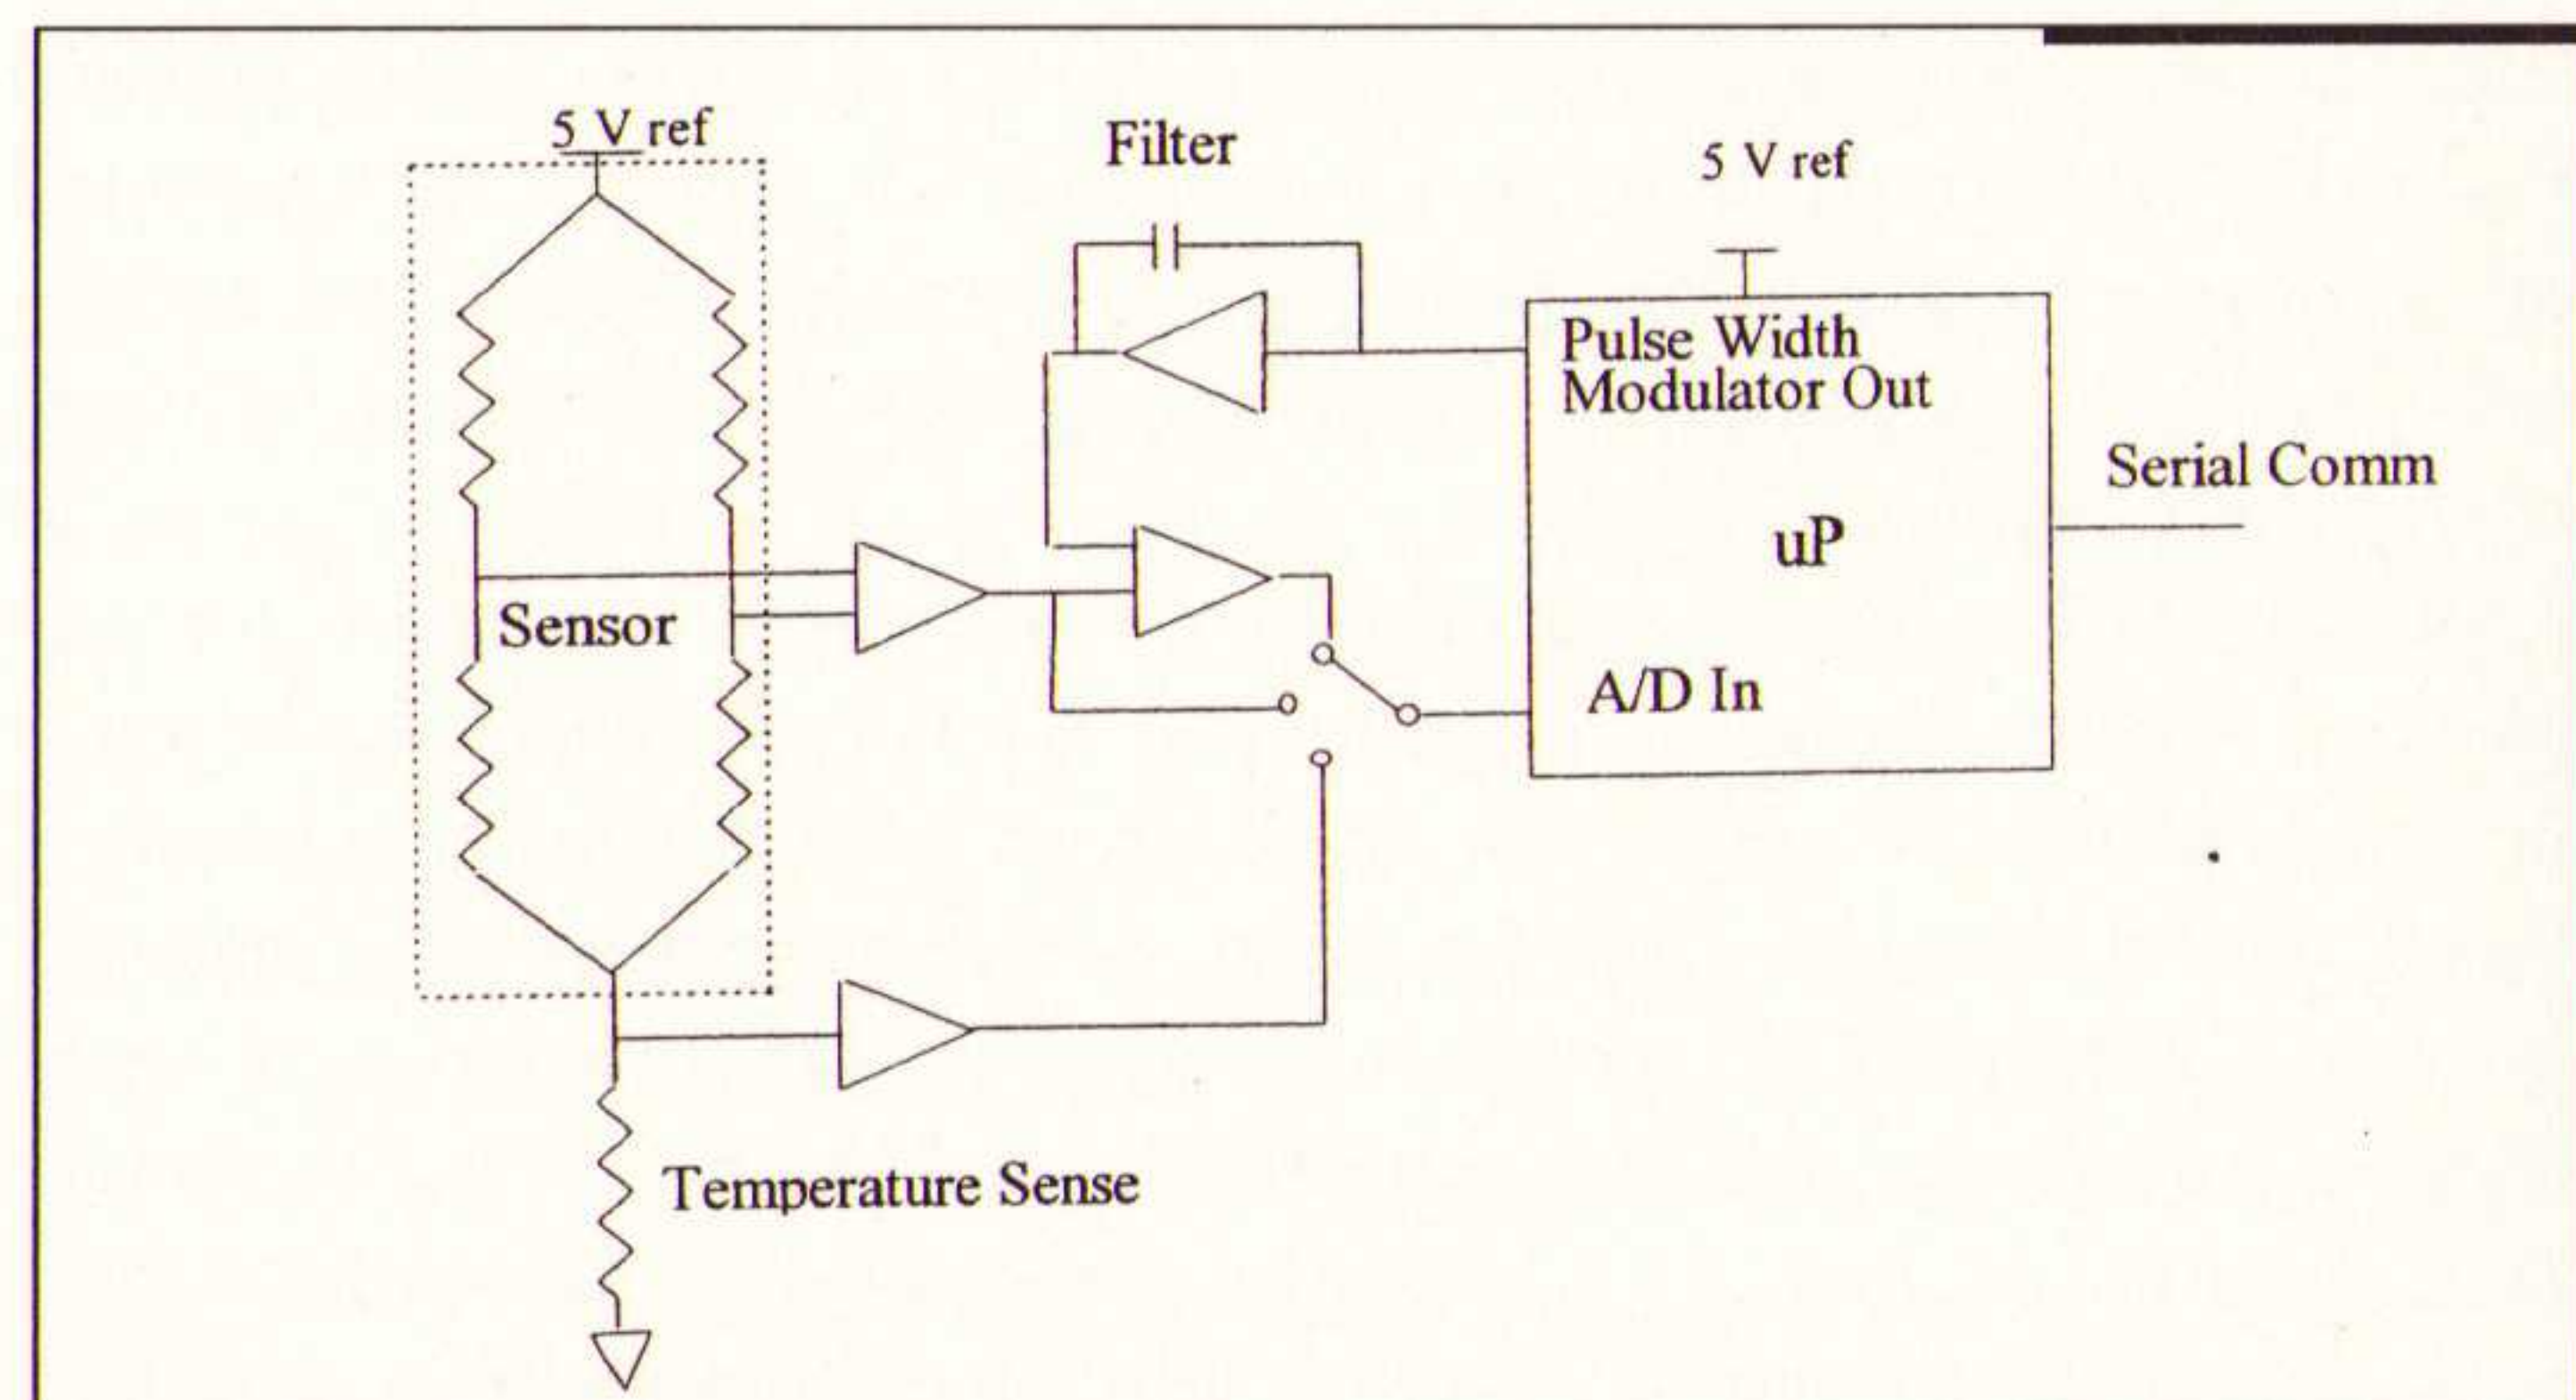 5 V ref
Filter
5 V ref
Pulse Width
Modulator Out
Serial Comm
uP
Sensor
A/D In
Temperature Sense